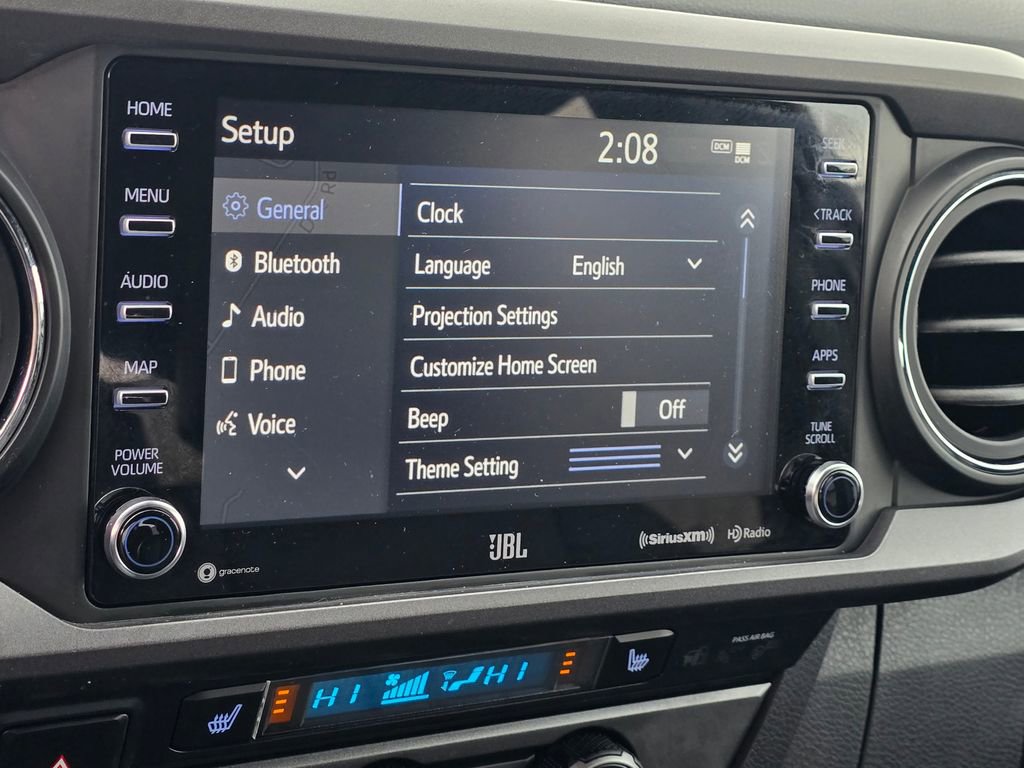 HOME
MENU
AUDIO
MAP
POWER
VOLUME
Setup
2:08
DCM
DCM
General
Bluetooth
Audio
Phone
Voice
Rd
Clock
Language English
Projection Settings
Customize Home Screen
Beep Off
Theme Setting
SEEK
<TRACK
PHONE
APPS
TUNE
SCROLL
gracenote
JBL
((SiriusXM))
HD Radio
PASS AIR BAG
HI HI